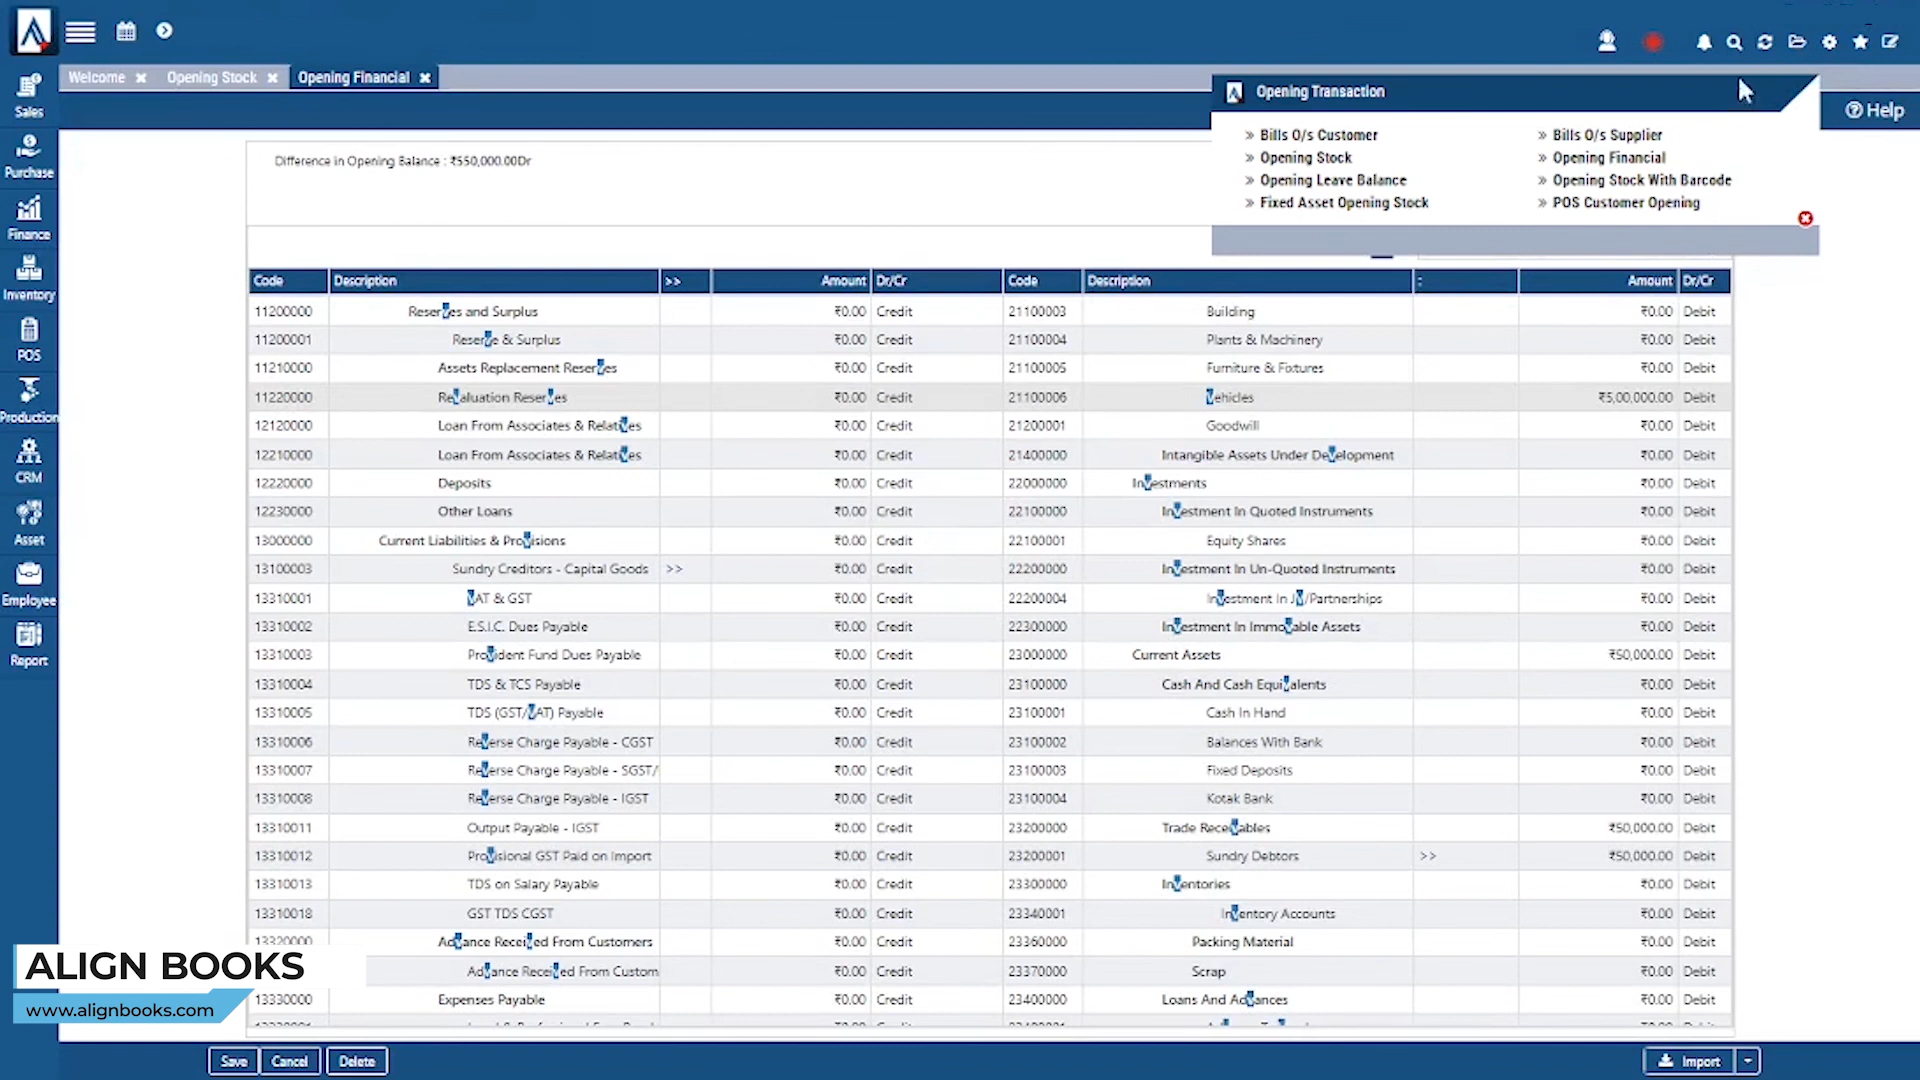 Welcome ✖ Opening Stock ✖ Opening Financial ✖
Help
Opening Transaction
» Bills O/s Customer » Bills O/s Supplier
» Opening Stock » Opening Financial
» Opening Leave Balance » Opening Stock With Barcode
» Fixed Asset Opening Stock » POS Customer Opening
Sales
Purchase
Finance
Inventory
POS
Production
CRM
Asset
Employee
Report
Difference in Opening Balance : ₹550,000.00Dr
Code Description >> Amount Dr/Cr Code Description : Amount Dr/Cr
11200000 Reserves and Surplus ₹0.00 Credit 21100003 Building ₹0.00 Debit
11200001 Reserve & Surplus ₹0.00 Credit 21100004 Plants & Machinery ₹0.00 Debit
11210000 Assets Replacement Reserves ₹0.00 Credit 21100005 Furniture & Fixtures ₹0.00 Debit
11220000 Revaluation Reserves ₹0.00 Credit 21100006 Vehicles ₹5,00,000.00 Debit
12120000 Loan From Associates & Relatives ₹0.00 Credit 21200001 Goodwill ₹0.00 Debit
12210000 Loan From Associates & Relatives ₹0.00 Credit 21400000 Intangible Assets Under Development ₹0.00 Debit
12220000 Deposits ₹0.00 Credit 22000000 Investments ₹0.00 Debit
12230000 Other Loans ₹0.00 Credit 22100000 Investment In Quoted Instruments ₹0.00 Debit
13000000 Current Liabilities & Provisions ₹0.00 Credit 22100001 Equity Shares ₹0.00 Debit
13100003 Sundry Creditors - Capital Goods >> ₹0.00 Credit 22200000 Investment In Un-Quoted Instruments ₹0.00 Debit
13310001 VAT & GST ₹0.00 Credit 22200004 Investment In JV/Partnerships ₹0.00 Debit
13310002 E.S.I.C. Dues Payable ₹0.00 Credit 22300000 Investment In Immovable Assets ₹0.00 Debit
13310003 Provident Fund Dues Payable ₹0.00 Credit 23000000 Current Assets ₹50,000.00 Debit
13310004 TDS & TCS Payable ₹0.00 Credit 23100000 Cash And Cash Equivalents ₹0.00 Debit
13310005 TDS (GST/VAT) Payable ₹0.00 Credit 23100001 Cash In Hand ₹0.00 Debit
13310006 Reverse Charge Payable - CGST ₹0.00 Credit 23100002 Balances With Bank ₹0.00 Debit
13310007 Reverse Charge Payable - SGST/ ₹0.00 Credit 23100003 Fixed Deposits ₹0.00 Debit
13310008 Reverse Charge Payable - IGST ₹0.00 Credit 23100004 Kotak Bank ₹0.00 Debit
13310011 Output Payable - IGST ₹0.00 Credit 23200000 Trade Receivables ₹50,000.00 Debit
13310012 Provisional GST Paid on Import ₹0.00 Credit 23200001 Sundry Debtors >> ₹50,000.00 Debit
13310013 TDS on Salary Payable ₹0.00 Credit 23300000 Inventories ₹0.00 Debit
13310018 GST TDS CGST ₹0.00 Credit 23340001 Inventory Accounts ₹0.00 Debit
13320000 Advance Received From Customers ₹0.00 Credit 23360000 Packing Material ₹0.00 Debit
Advance Received From Custom ₹0.00 Credit 23370000 Scrap ₹0.00 Debit
13330000 Expenses Payable ₹0.00 Credit 23400000 Loans And Advances ₹0.00 Debit
ALIGN BOOKS
www.alignbooks.com
Save Cancel Delete Import